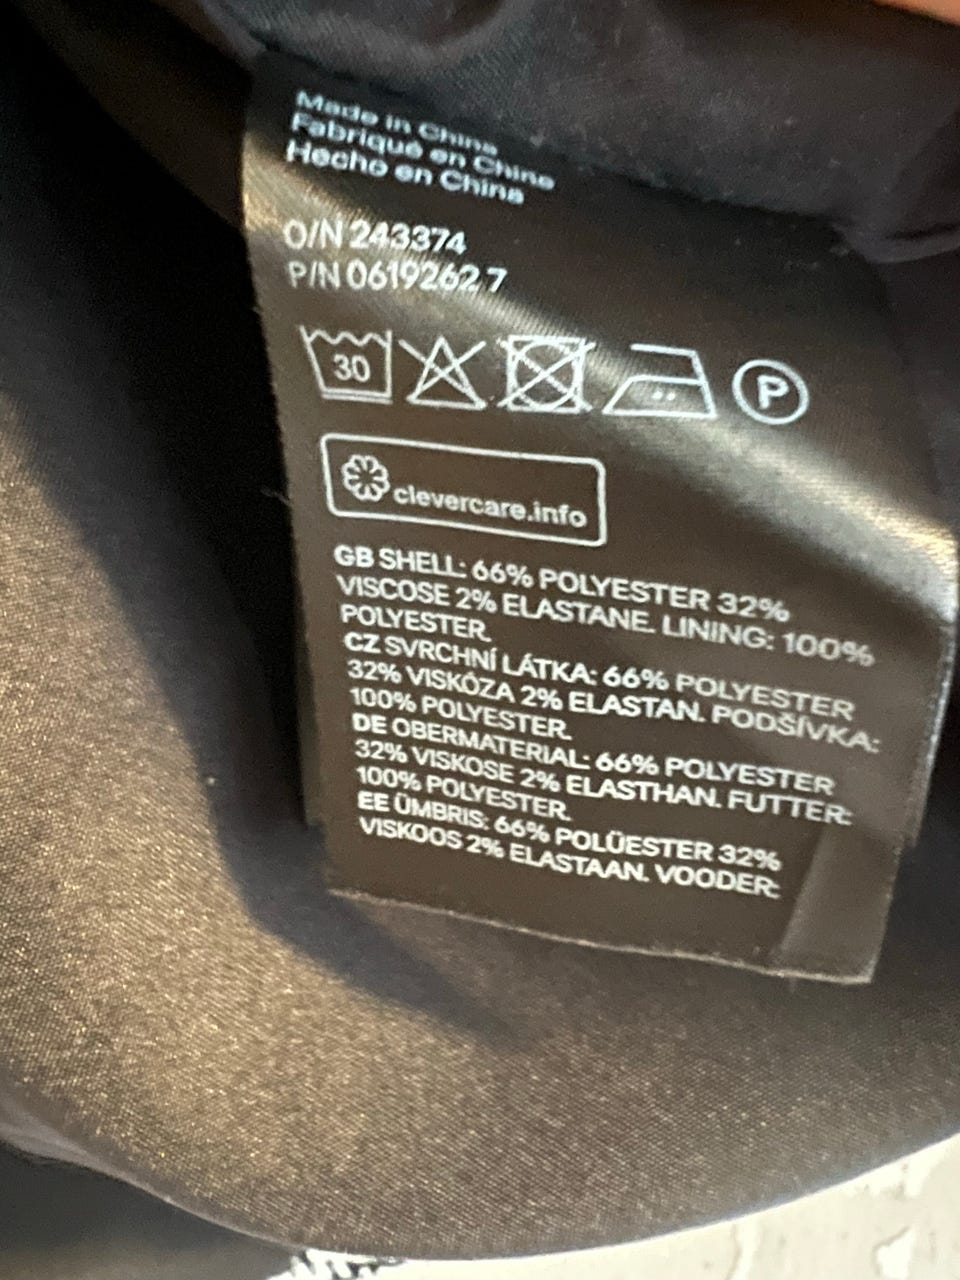 Made in China
Fabriqué en Chine
Hecho en China
O/N 243374
P/N 0619262 7
30
P
clevercare.info
GB SHELL: 66% POLYESTER 32%
VISCOSE 2% ELASTANE. LINING: 100%
POLYESTER.
CZ SVRCHNÍ LÁTKA: 66% POLYESTER
32% VISKÓZA 2% ELASTAN. PODŠÍVKA:
100% POLYESTER.
DE OBERMATERIAL: 66% POLYESTER
32% VISKOSE 2% ELASTHAN. FUTTER:
100% POLYESTER.
EE ÜMBRIS: 66% POLÜESTER 32%
VISKOOS 2% ELASTAAN. VOODER: